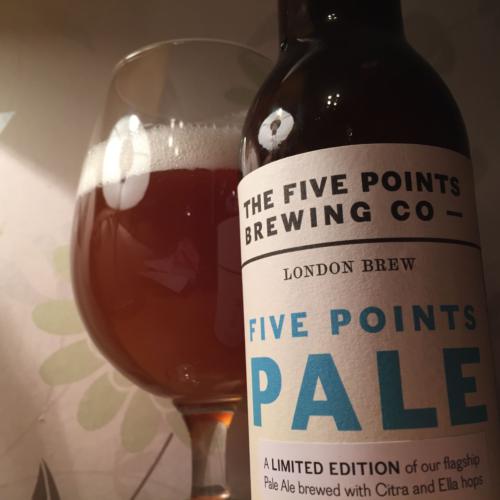 THE FIVE POINTS
BREWING CO —
LONDON BREW
FIVE POINTS
PALE
A LIMITED EDITION of our flagship
Pale Ale brewed with Citra and Ella hops